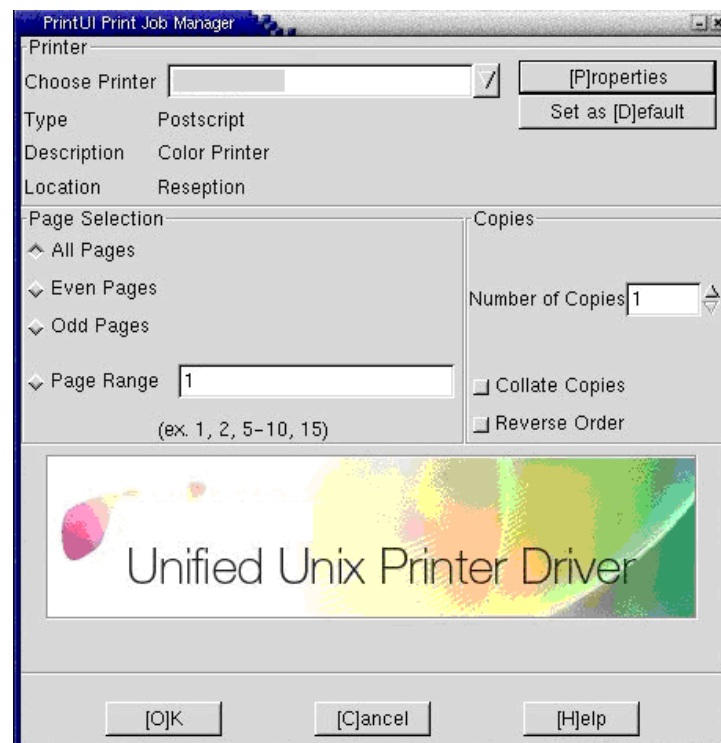 PrintUI Print Job Manager
Printer
Choose Printer
[P]roperties
Set as [D]efault
Type Postscript
Description Color Printer
Location Reseption
Page Selection
All Pages
Even Pages
Odd Pages
Page Range 1
(ex. 1, 2, 5-10, 15)
Copies
Number of Copies 1
Collate Copies
Reverse Order
Unified Unix Printer Driver
[O]K
[C]ancel
[H]elp